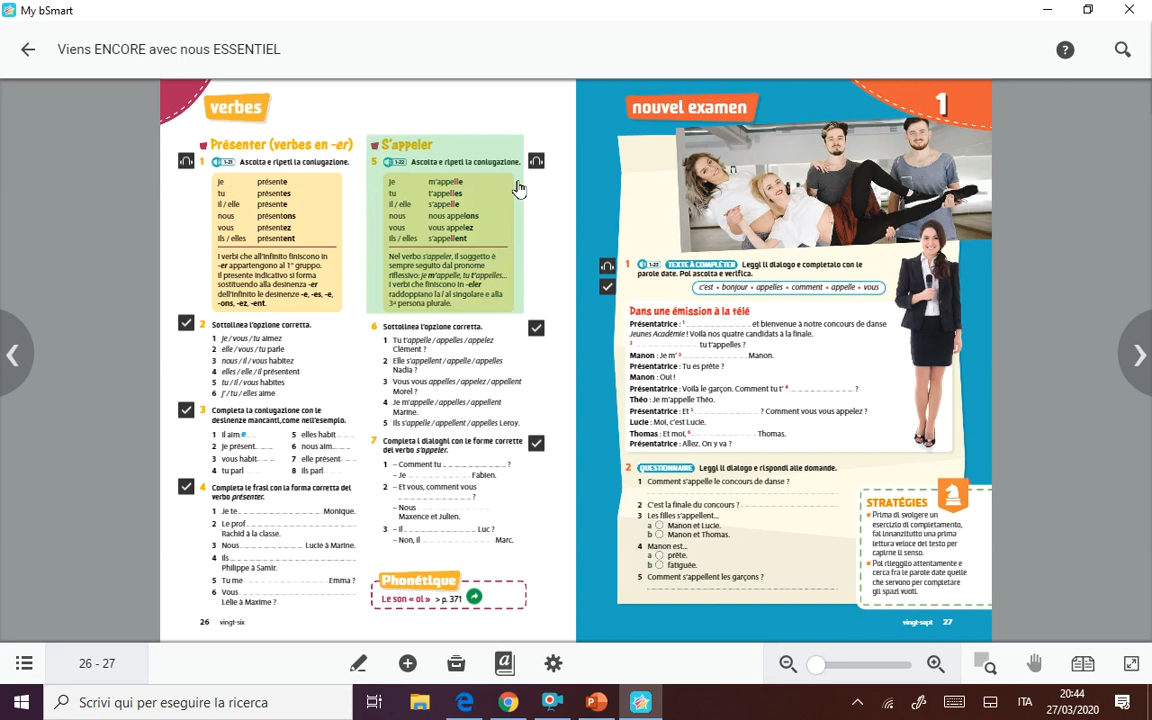 My bSmart
Viens ENCORE avec nous ESSENTIEL
verbes
Présenter (verbes en -er)
1 1-21 Ascolta e ripeti la coniugazione.
je présente
tu présentes
il / elle présente
nous présentons
vous présentez
ils / elles présentent
I verbi che all'infinito finiscono in
-er appartengono al 1° gruppo.
Il presente indicativo si forma
sostituendo alla desinenza -er
dell'infinito le desinenze -e, -es, -e,
-ons, -ez, -ent.
2 Sottolinea l'opzione corretta.
1 Je / vous / tu aimez
2 elle / vous / tu parle
3 nous / il / vous habitez
4 elles / elle / il présentent
5 tu / il / vous habites
6 j' / tu / elles aime
3 Completa la coniugazione con le
desinenze mancanti, come nell'esempio.
1 il aim e
2 je présent
3 vous habit
4 tu parl
5 elles habit
6 nous aim
7 elle présent
8 ils parl
4 Completa le frasi con la forma corretta del
verbo présenter.
1 Je te Monique.
2 Le prof
Rachid à la classe.
3 Nous Lucie à Marine.
4 Ils
Philippe à Samir.
5 Tu me Emma ?
6 Vous
Lélie à Maxime ?
26 vingt-six
S'appeler
5 1-22 Ascolta e ripeti la coniugazione.
je m'appelle
tu t'appelles
il / elle s'appelle
nous nous appelons
vous vous appelez
ils / elles s'appellent
Nel verbo s'appeler, il soggetto è
sempre seguito dal pronome
riflessivo: je m'appelle, tu t'appelles...
I verbi che finiscono in -eler
raddoppiano la l al singolare e alla
3ª persona plurale.
6 Sottolinea l'opzione corretta.
1 Tu t'appelle / appelles / appelez
Clément ?
2 Elle s'appellent / appelle / appelles
Nadia ?
3 Vous vous appelles / appelez / appellent
Morel ?
4 Je m'appelle / appelles / appellent
Marine.
5 Ils s'appelle / appellent / appelles Leroy.
7 Completa i dialoghi con le forme corrette
del verbo s'appeler.
1 – Comment tu ?
– Je Fabien.
2 – Et vous, comment vous
?
– Nous
Maxence et Julien.
3 – Il Luc ?
– Non, il Marc.
Phonétique
Le son « oi » > p. 371
nouvel examen
1
1 1-23 TEXTE À COMPLÉTER Leggi il dialogo e completalo con le
parole date. Poi ascolta e verifica.
c'est • bonjour • appelles • comment • appelle • vous
Dans une émission à la télé
Présentatrice : 1 et bienvenue à notre concours de danse
Jeunes Académie ! Voilà nos quatre candidats à la finale.
2 tu t'appelles ?
Manon : Je m' 3 Manon.
Présentatrice : Tu es prête ?
Manon : Oui !
Présentatrice : Voilà le garçon. Comment tu t' 4 ?
Théo : Je m'appelle Théo.
Présentatrice : Et 5 ? Comment vous vous appelez ?
Lucie : Moi, c'est Lucie.
Thomas : Et moi, 6 Thomas.
Présentatrice : Allez. On y va ?
2 QUESTIONNAIRE Leggi il dialogo e rispondi alle domande.
1 Comment s'appelle le concours de danse ?
2 C'est la finale du concours ?
3 Les filles s'appellent...
a Manon et Lucie.
b Manon et Thomas.
4 Manon est...
a prête.
b fatiguée.
5 Comment s'appellent les garçons ?
STRATÉGIES
Prima di svolgere un
esercizio di completamento,
fai innanzitutto una prima
lettura veloce del testo per
capirne il senso.
Poi rileggilo attentamente e
cerca fra le parole date quelle
che servono per completare
gli spazi vuoti.
vingt-sept 27
26 - 27
Scrivi qui per eseguire la ricerca
ITA
20:44
27/03/2020